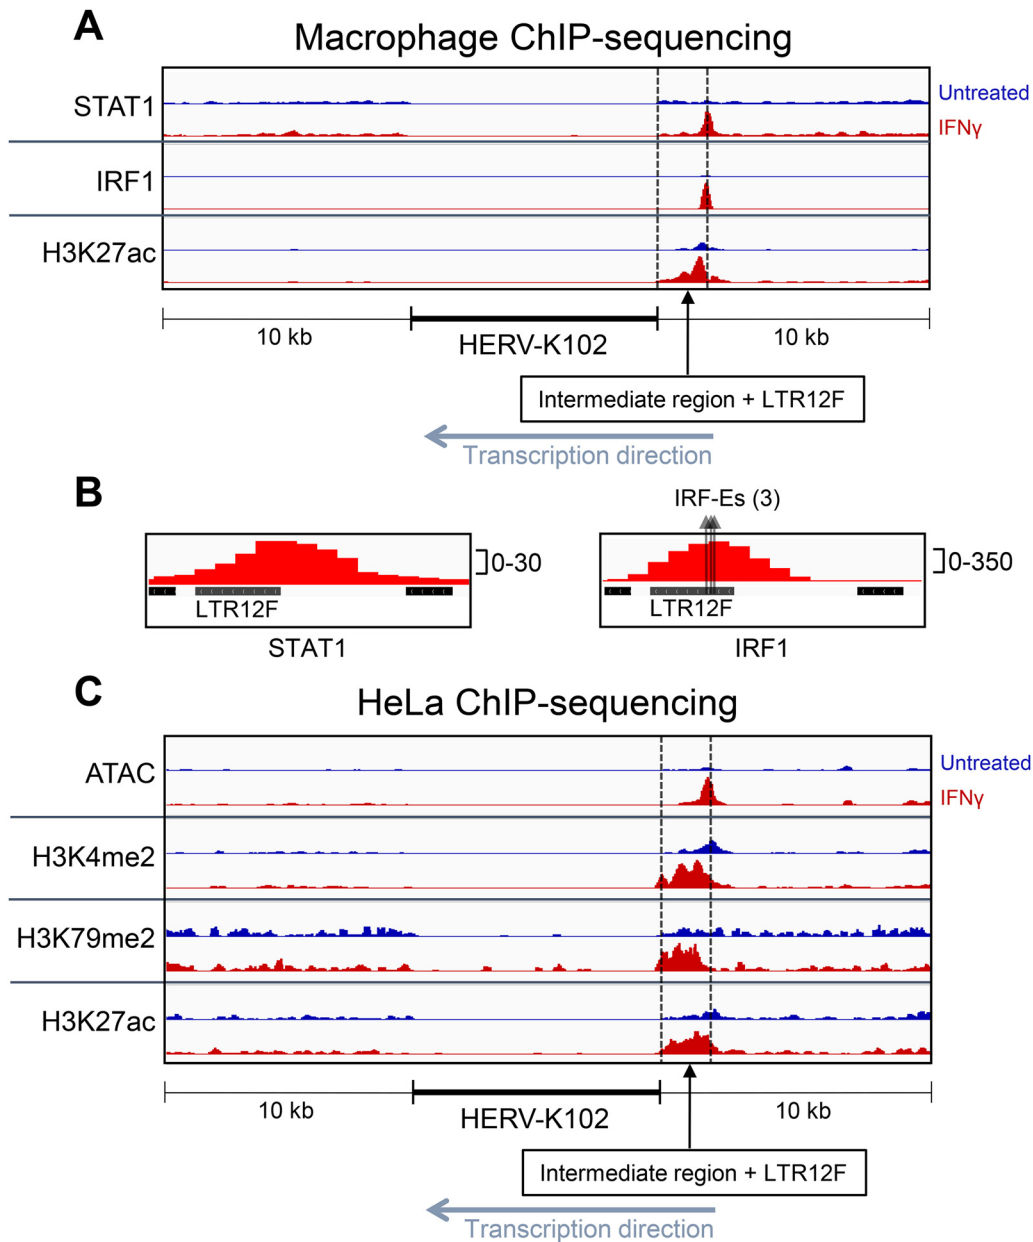 A
Macrophage ChIP-sequencing
STAT1
Untreated
IFNγ
IRF1
H3K27ac
10 kb
HERV-K102
10 kb
Intermediate region + LTR12F
Transcription direction
B
IRF-Es (3)
0-30
0-350
LTR12F
LTR12F
STAT1
IRF1
C
HeLa ChIP-sequencing
ATAC
Untreated
IFNγ
H3K4me2
H3K79me2
H3K27ac
10 kb
HERV-K102
10 kb
Intermediate region + LTR12F
Transcription direction